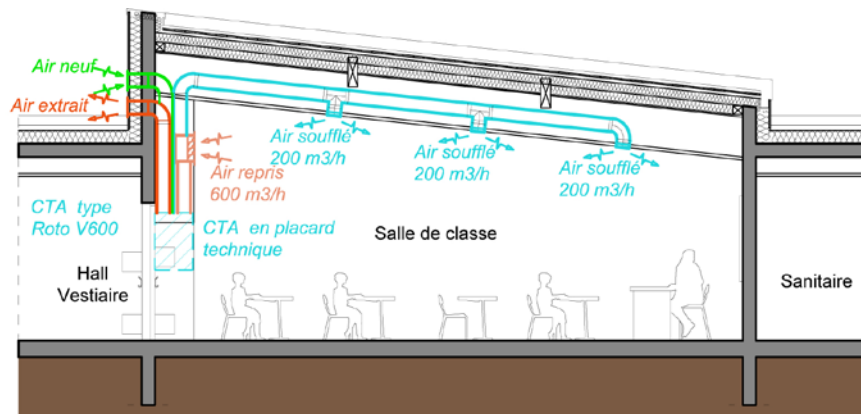 Air neuf
Air extrait
Air soufflé
200 m3/h
Air soufflé
200 m3/h
Air soufflé
200 m3/h
Air repris
600 m3/h
CTA type
Roto V600
CTA en placard
technique
Salle de classe
Hall
Vestiaire
Sanitaire